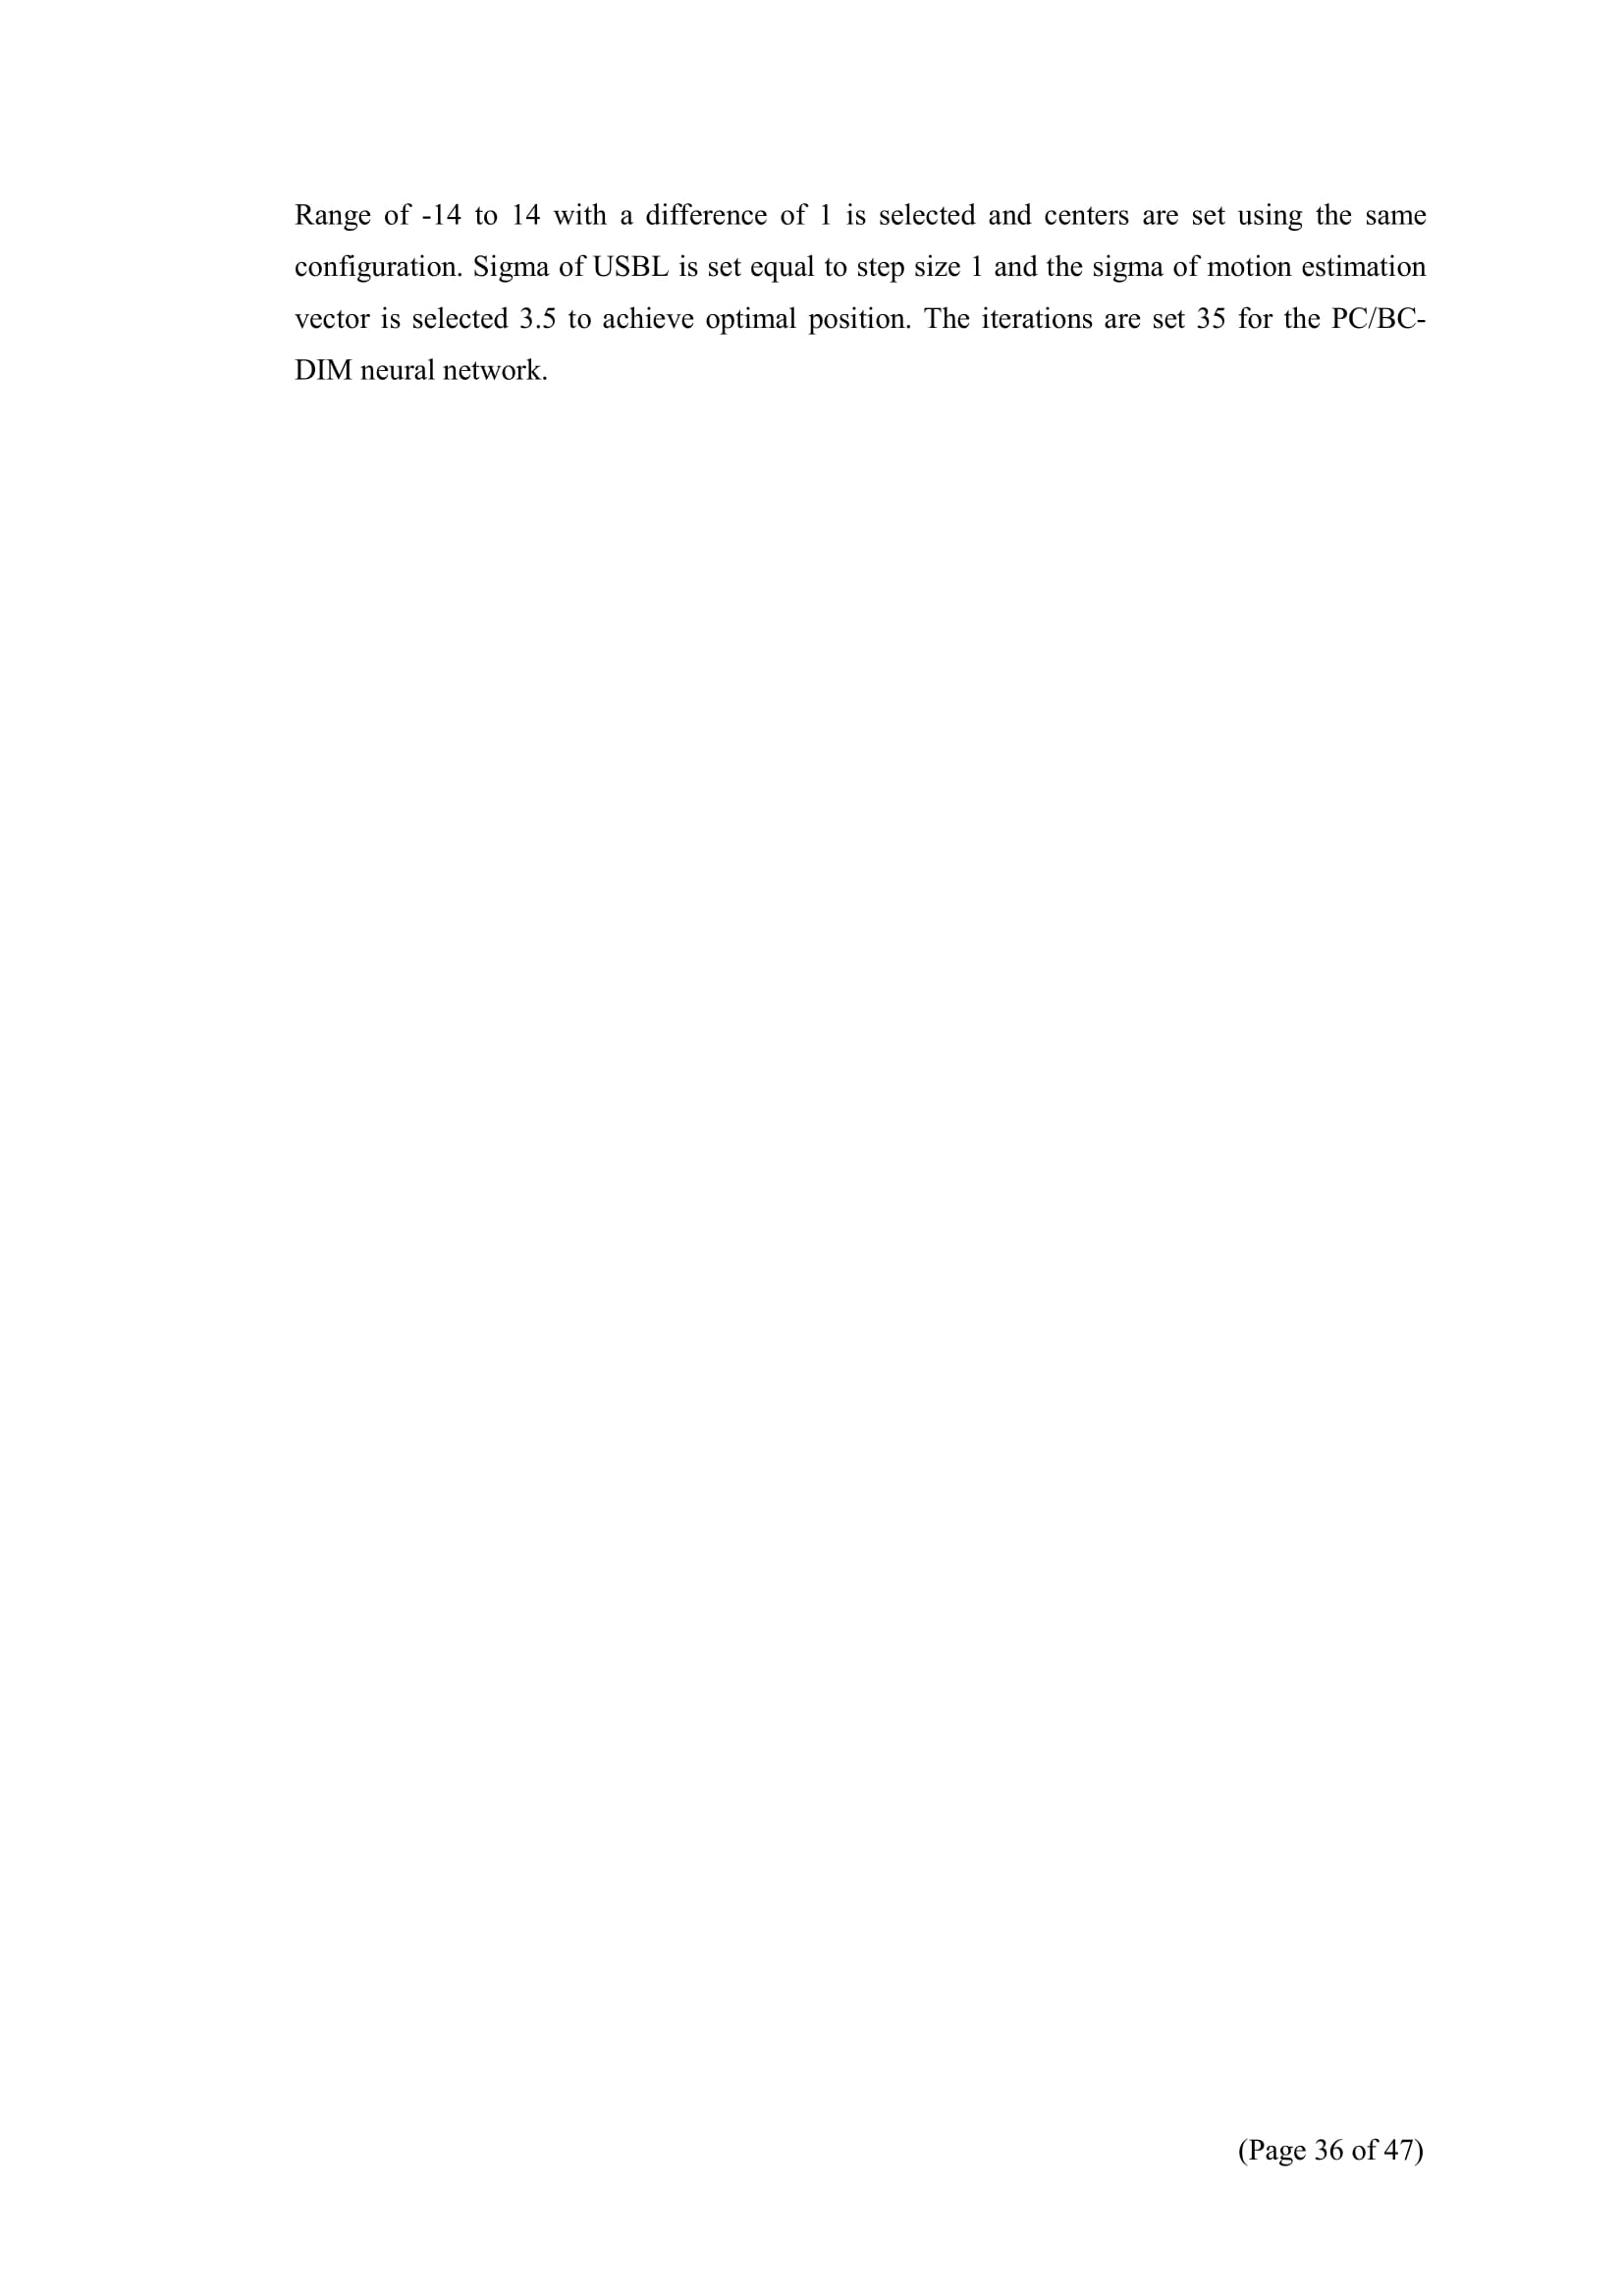 Range of -14 to 14 with a difference of 1 is selected and centers are set using the same
configuration. Sigma of USBL is set equal to step size 1 and the sigma of motion estimation
vector is selected 3.5 to achieve optimal position. The iterations are set 35 for the PC/BC-
DIM neural network.
(Page 36 of 47)